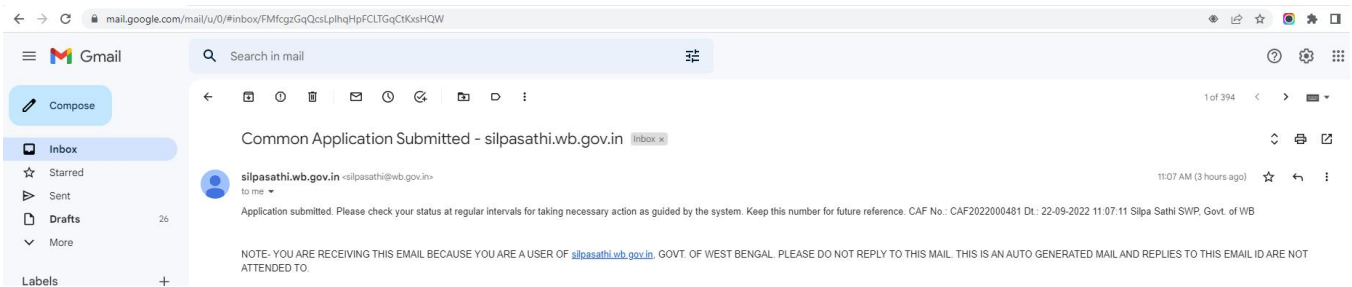 mail.google.com/mail/u/0/#inbox/FMfcgzGqQcsLplhqHpFCLTGqCtKxsHQW
Gmail
Search in mail
Compose
1 of 394
Common Application Submitted - silpasathi.wb.gov.in Inbox ×
Inbox
Starred
silpasathi.wb.gov.in <silpasathi@wb.gov.in>
11:07 AM (3 hours ago)
to me
Sent
Application submitted. Please check your status at regular intervals for taking necessary action as guided by the system. Keep this number for future reference. CAF No.: CAF2022000481 Dt.: 22-09-2022 11:07:11 Silpa Sathi SWP, Govt. of WB
Drafts 26
More
NOTE- YOU ARE RECEIVING THIS EMAIL BECAUSE YOU ARE A USER OF silpasathi.wb.gov.in, GOVT. OF WEST BENGAL. PLEASE DO NOT REPLY TO THIS MAIL. THIS IS AN AUTO GENERATED MAIL AND REPLIES TO THIS EMAIL ID ARE NOT
ATTENDED TO.
Labels +